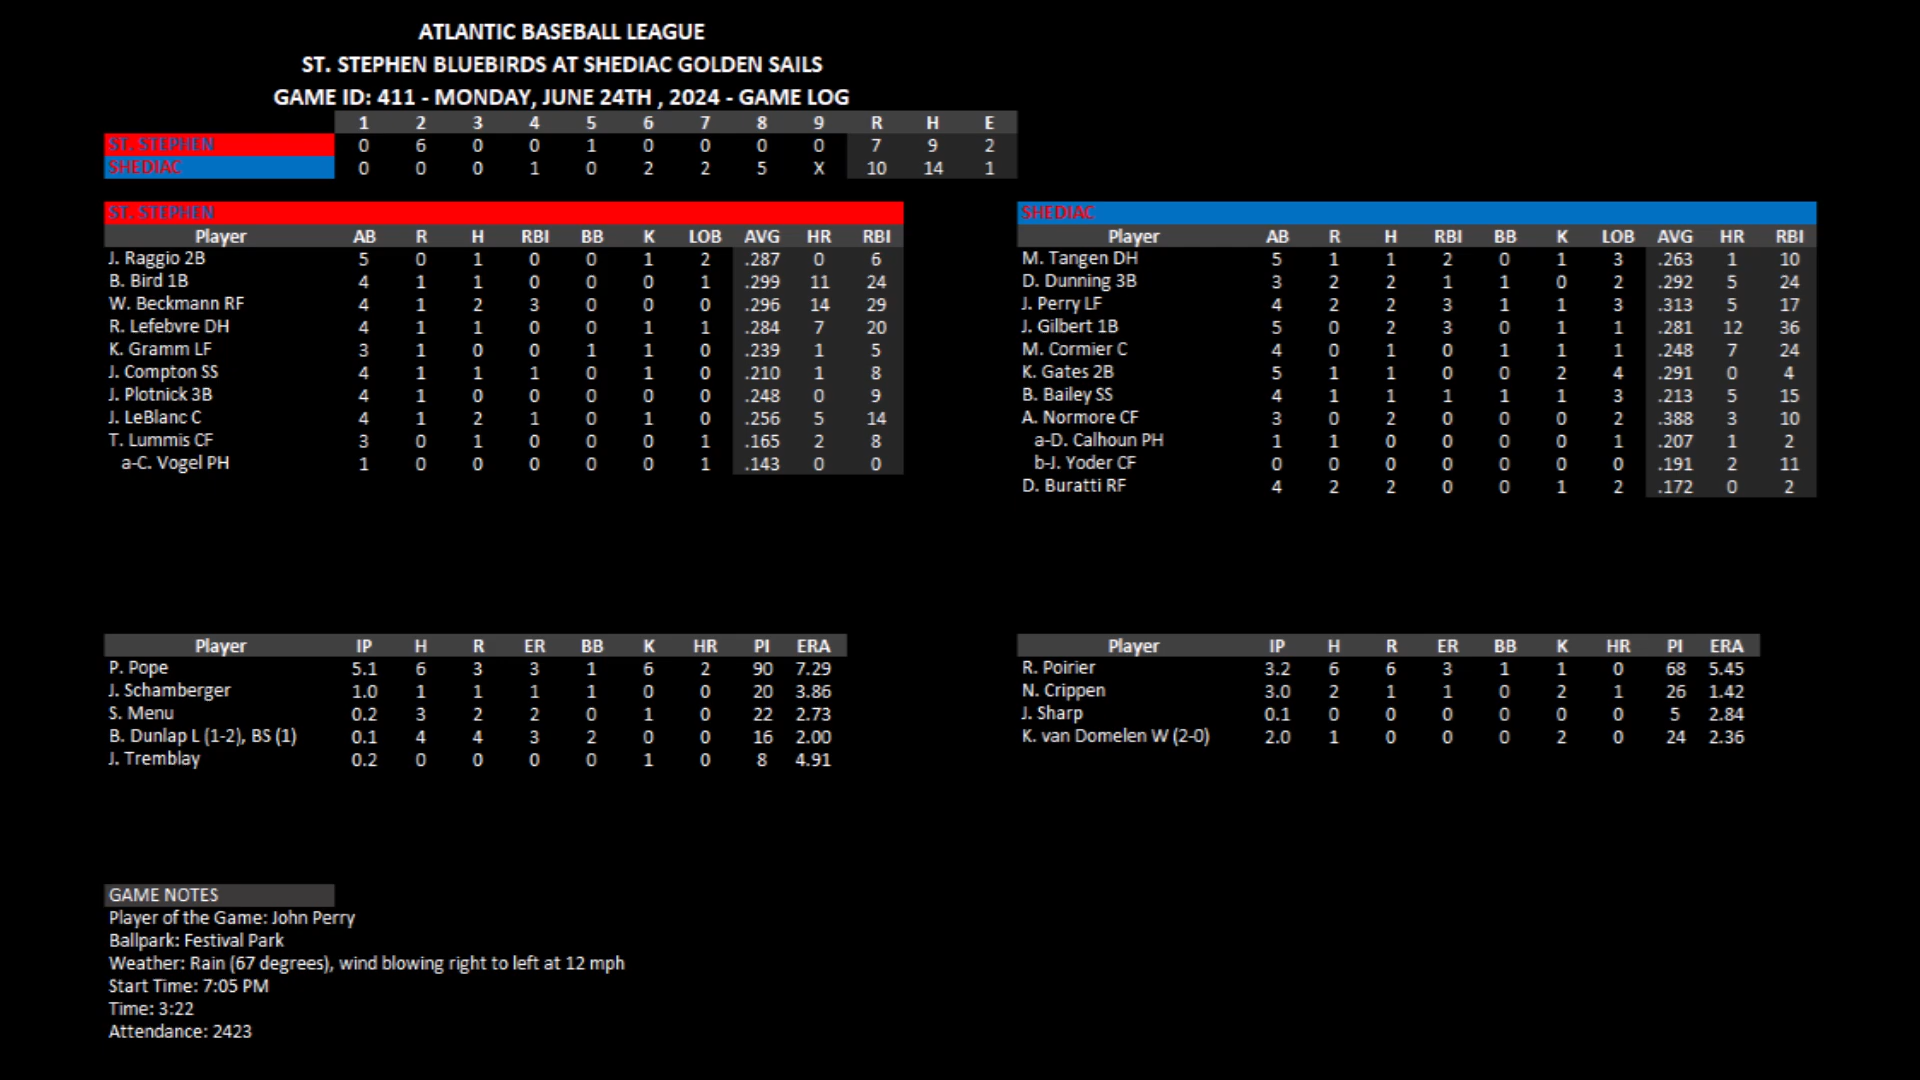 ATLANTIC BASEBALL LEAGUE
ST. STEPHEN BLUEBIRDS AT SHEDIAC GOLDEN SAILS
GAME ID: 411 - MONDAY, JUNE 24TH , 2024 - GAME LOG
1 2 3 4 5 6 7 8 9 R H E
ST. STEPHEN 0 6 0 0 1 0 0 0 0 7 9 2
SHEDIAC 0 0 0 1 0 2 2 5 X 10 14 1
ST. STEPHEN
Player AB R H RBI BB K LOB AVG HR RBI
J. Raggio 2B 5 0 1 0 0 1 2 .287 0 6
B. Bird 1B 4 1 1 0 0 0 1 .299 11 24
W. Beckmann RF 4 1 2 3 0 0 0 .296 14 29
R. Lefebvre DH 4 1 1 0 0 1 1 .284 7 20
K. Gramm LF 3 1 0 0 1 1 0 .239 1 5
J. Compton SS 4 1 1 1 0 1 0 .210 1 8
J. Plotnick 3B 4 1 0 0 0 0 0 .248 0 9
J. LeBlanc C 4 1 2 1 0 1 0 .256 5 14
T. Lummis CF 3 0 1 0 0 0 1 .165 2 8
a-C. Vogel PH 1 0 0 0 0 0 1 .143 0 0
SHEDIAC
Player AB R H RBI BB K LOB AVG HR RBI
M. Tangen DH 5 1 1 2 0 1 3 .263 1 10
D. Dunning 3B 3 2 2 1 1 0 2 .292 5 24
J. Perry LF 4 2 2 3 1 1 3 .313 5 17
J. Gilbert 1B 5 0 2 3 0 1 1 .281 12 36
M. Cormier C 4 0 1 0 1 1 1 .248 7 24
K. Gates 2B 5 1 1 0 0 2 4 .291 0 4
B. Bailey SS 4 1 1 1 1 1 3 .213 5 15
A. Normore CF 3 0 2 0 0 0 2 .388 3 10
a-D. Calhoun PH 1 1 0 0 0 0 1 .207 1 2
b-J. Yoder CF 0 0 0 0 0 0 0 .191 2 11
D. Buratti RF 4 2 2 0 0 1 2 .172 0 2
Player IP H R ER BB K HR PI ERA
P. Pope 5.1 6 3 3 1 6 2 90 7.29
J. Schamberger 1.0 1 1 1 1 0 0 20 3.86
S. Menu 0.2 3 2 2 0 1 0 22 2.73
B. Dunlap L (1-2), BS (1) 0.1 4 4 3 2 0 0 16 2.00
J. Tremblay 0.2 0 0 0 0 1 0 8 4.91
Player IP H R ER BB K HR PI ERA
R. Poirier 3.2 6 6 3 1 1 0 68 5.45
N. Crippen 3.0 2 1 1 0 2 1 26 1.42
J. Sharp 0.1 0 0 0 0 0 0 5 2.84
K. van Domelen W (2-0) 2.0 1 0 0 0 2 0 24 2.36
GAME NOTES
Player of the Game: John Perry
Ballpark: Festival Park
Weather: Rain (67 degrees), wind blowing right to left at 12 mph
Start Time: 7:05 PM
Time: 3:22
Attendance: 2423